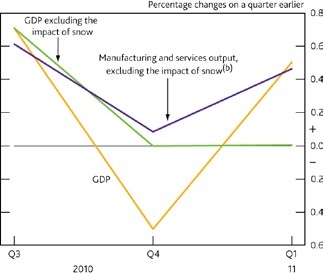 Percentage changes on a quarter earlier
GDP excluding the
impact of snow
Manufacturing and services output,
excluding the impact of snow(b)
GDP
0.8
0.6
0.4
0.2
+
0.0
–
0.2
0.4
0.6
Q3
Q4
Q1
2010
11